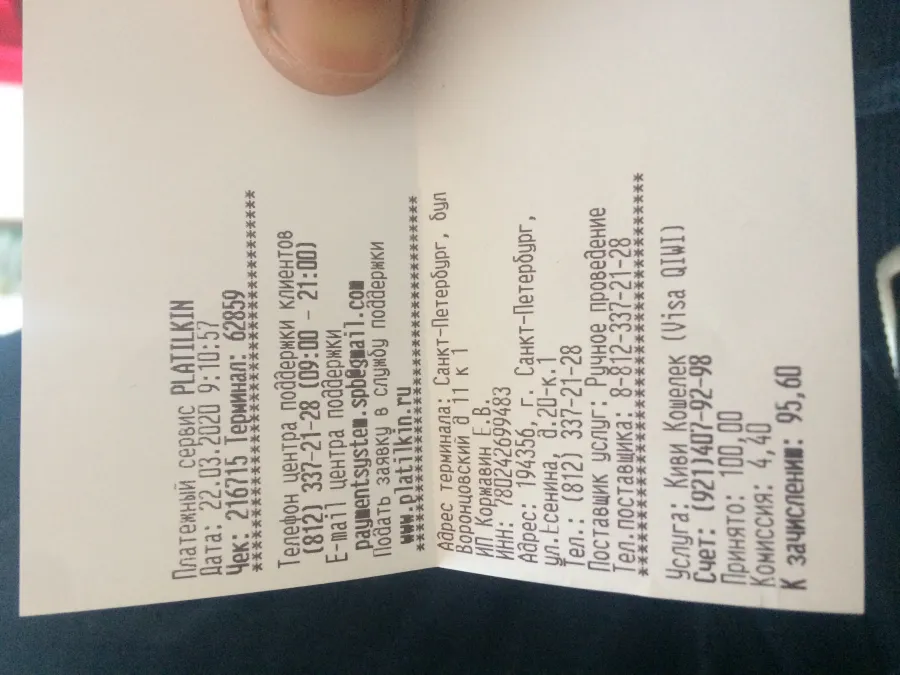 Платежный сервис PLATILKIN
Дата: 22.03.2020 9:10:57
Чек: 216715 Терминал: 62859
****************************************
Телефон центра поддержки клиентов
(812) 337-21-28 (09:00 - 21:00)
E-mail центра поддержки
paymentsystem.spb@gmail.com
Подать заявку в службу поддержки
www.platilkin.ru
****************************************
Адрес терминала: Санкт-Петербург, бул
Воронцовский д 11 к 1
ИП Коржавин Е.В.
ИНН: 780242699483
Адрес: 194356, г. Санкт-Петербург,
ул.Есенина, д.20-к.1
Тел.: (812) 337-21-28
Поставщик услуг: Ручное проведение
Тел.поставщика: 8-812-337-21-28
****************************************
Услуга: Киви Кошелек (Visa QIWI)
Счет: (921)407-92-98
Принято: 100,00
Комиссия: 4,40
К зачислению: 95,60